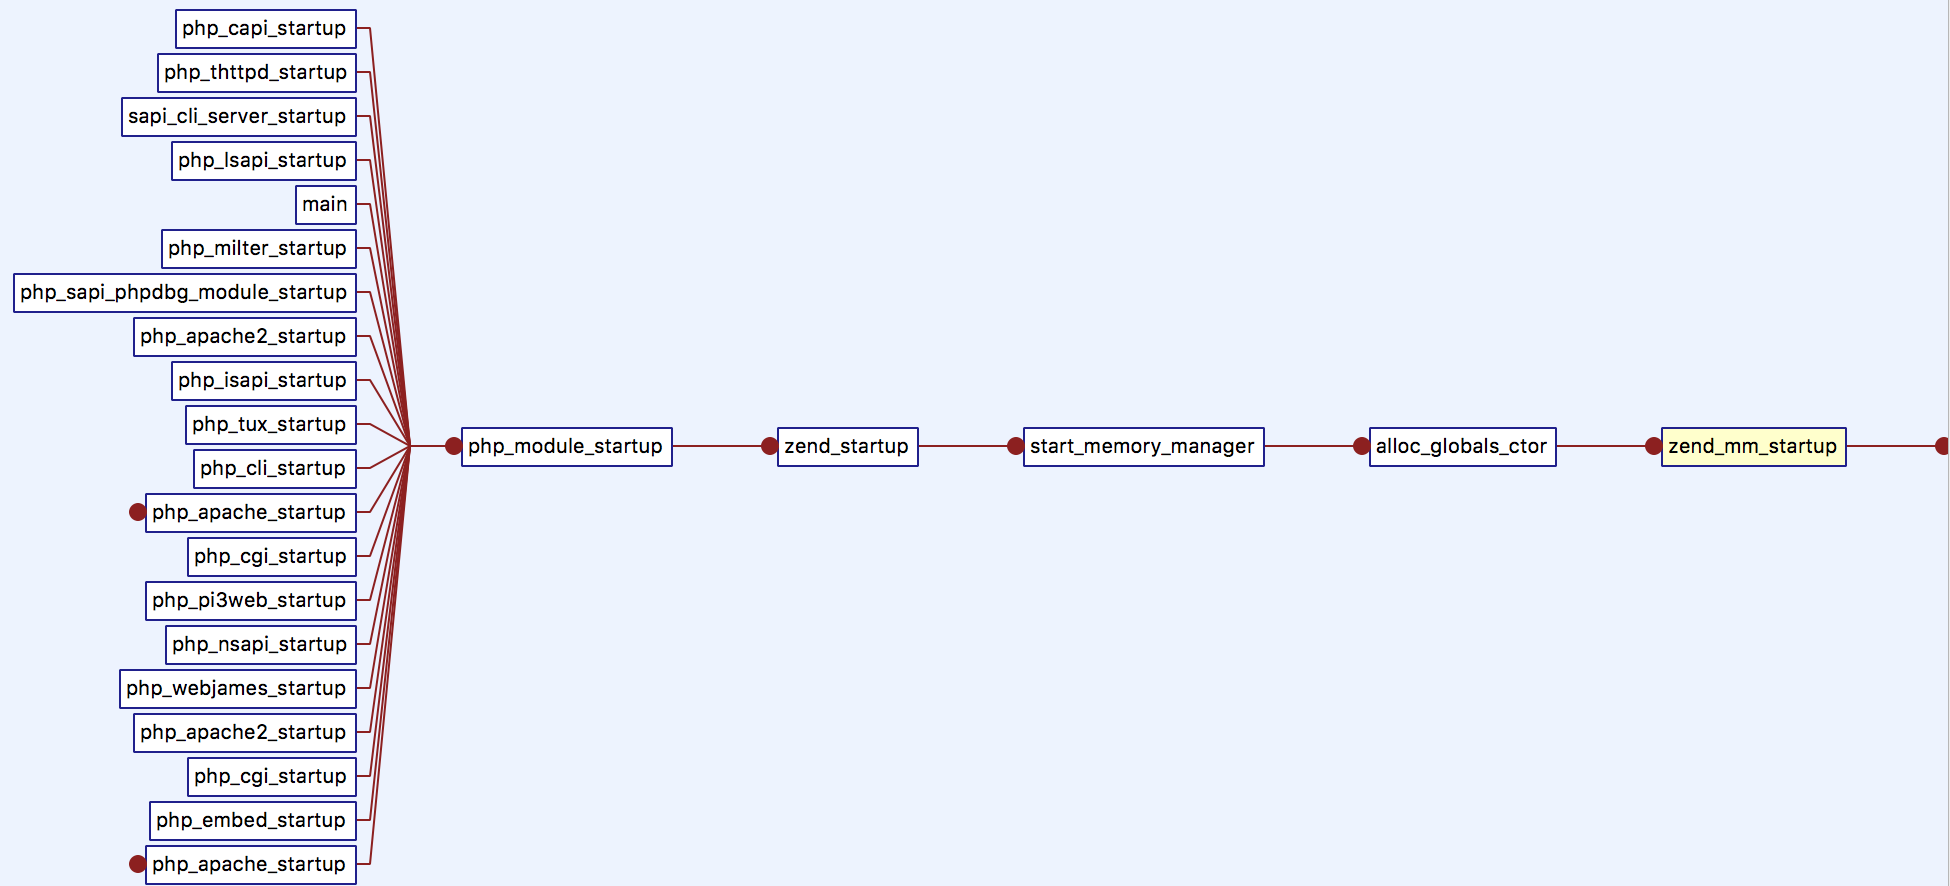 php_capi_startup
php_thttpd_startup
sapi_cli_server_startup
php_lsapi_startup
main
php_milter_startup
php_sapi_phpdbg_module_startup
php_apache2_startup
php_isapi_startup
php_tux_startup
php_cli_startup
php_apache_startup
php_cgi_startup
php_pi3web_startup
php_nsapi_startup
php_webjames_startup
php_apache2_startup
php_cgi_startup
php_embed_startup
php_apache_startup
php_module_startup
zend_startup
start_memory_manager
alloc_globals_ctor
zend_mm_startup